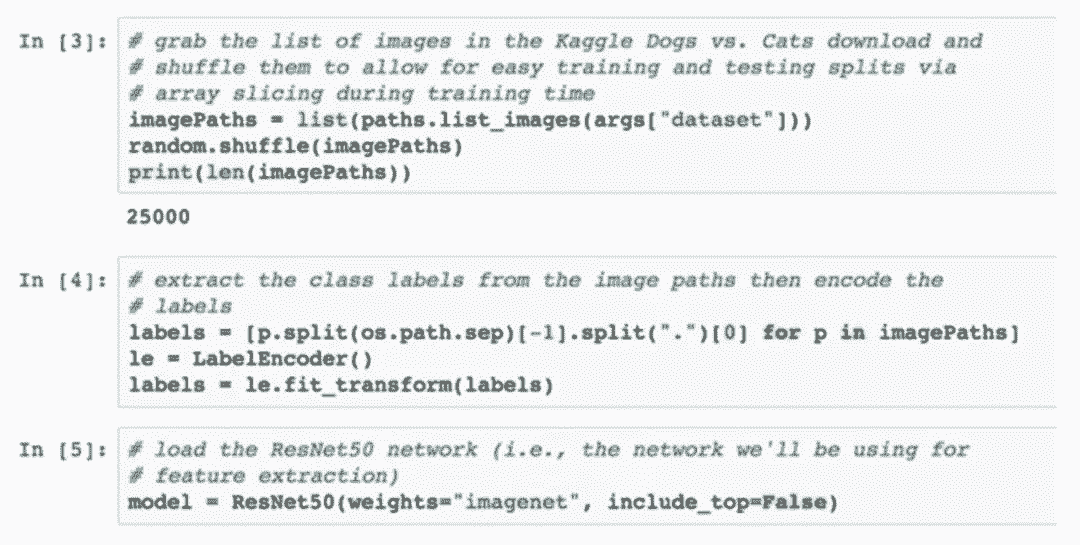 In [3]: # grab the list of images in the Kaggle Dogs vs. Cats download and
# shuffle them to allow for easy training and testing splits via
# array slicing during training time
imagePaths = list(paths.list_images(args["dataset"]))
random.shuffle(imagePaths)
print(len(imagePaths))
25000
In [4]: # extract the class labels from the image paths then encode the
# labels
labels = [p.split(os.path.sep)[-1].split(".")[0] for p in imagePaths]
le = LabelEncoder()
labels = le.fit_transform(labels)
In [5]: # load the ResNet50 network (i.e., the network we'll be using for
# feature extraction)
model = ResNet50(weights="imagenet", include_top=False)